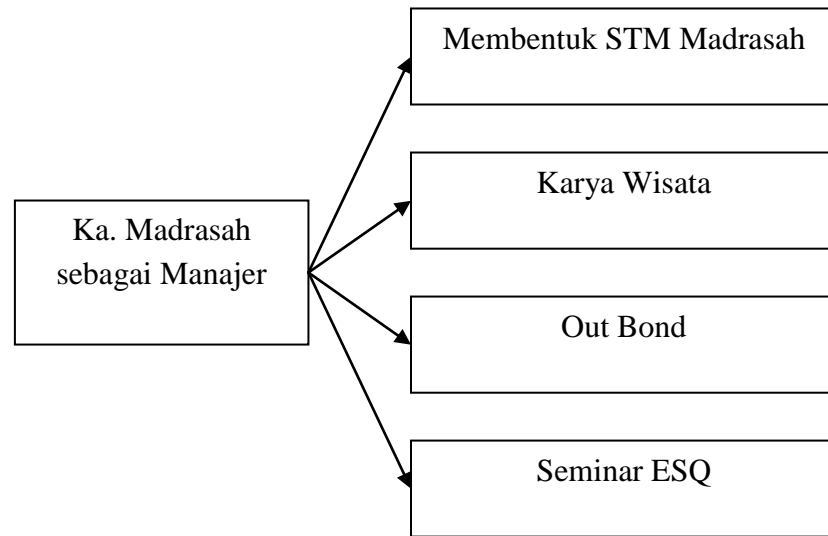 Membentuk STM Madrasah
Karya Wisata
Ka. Madrasah
sebagai Manajer
Out Bond
Seminar ESQ